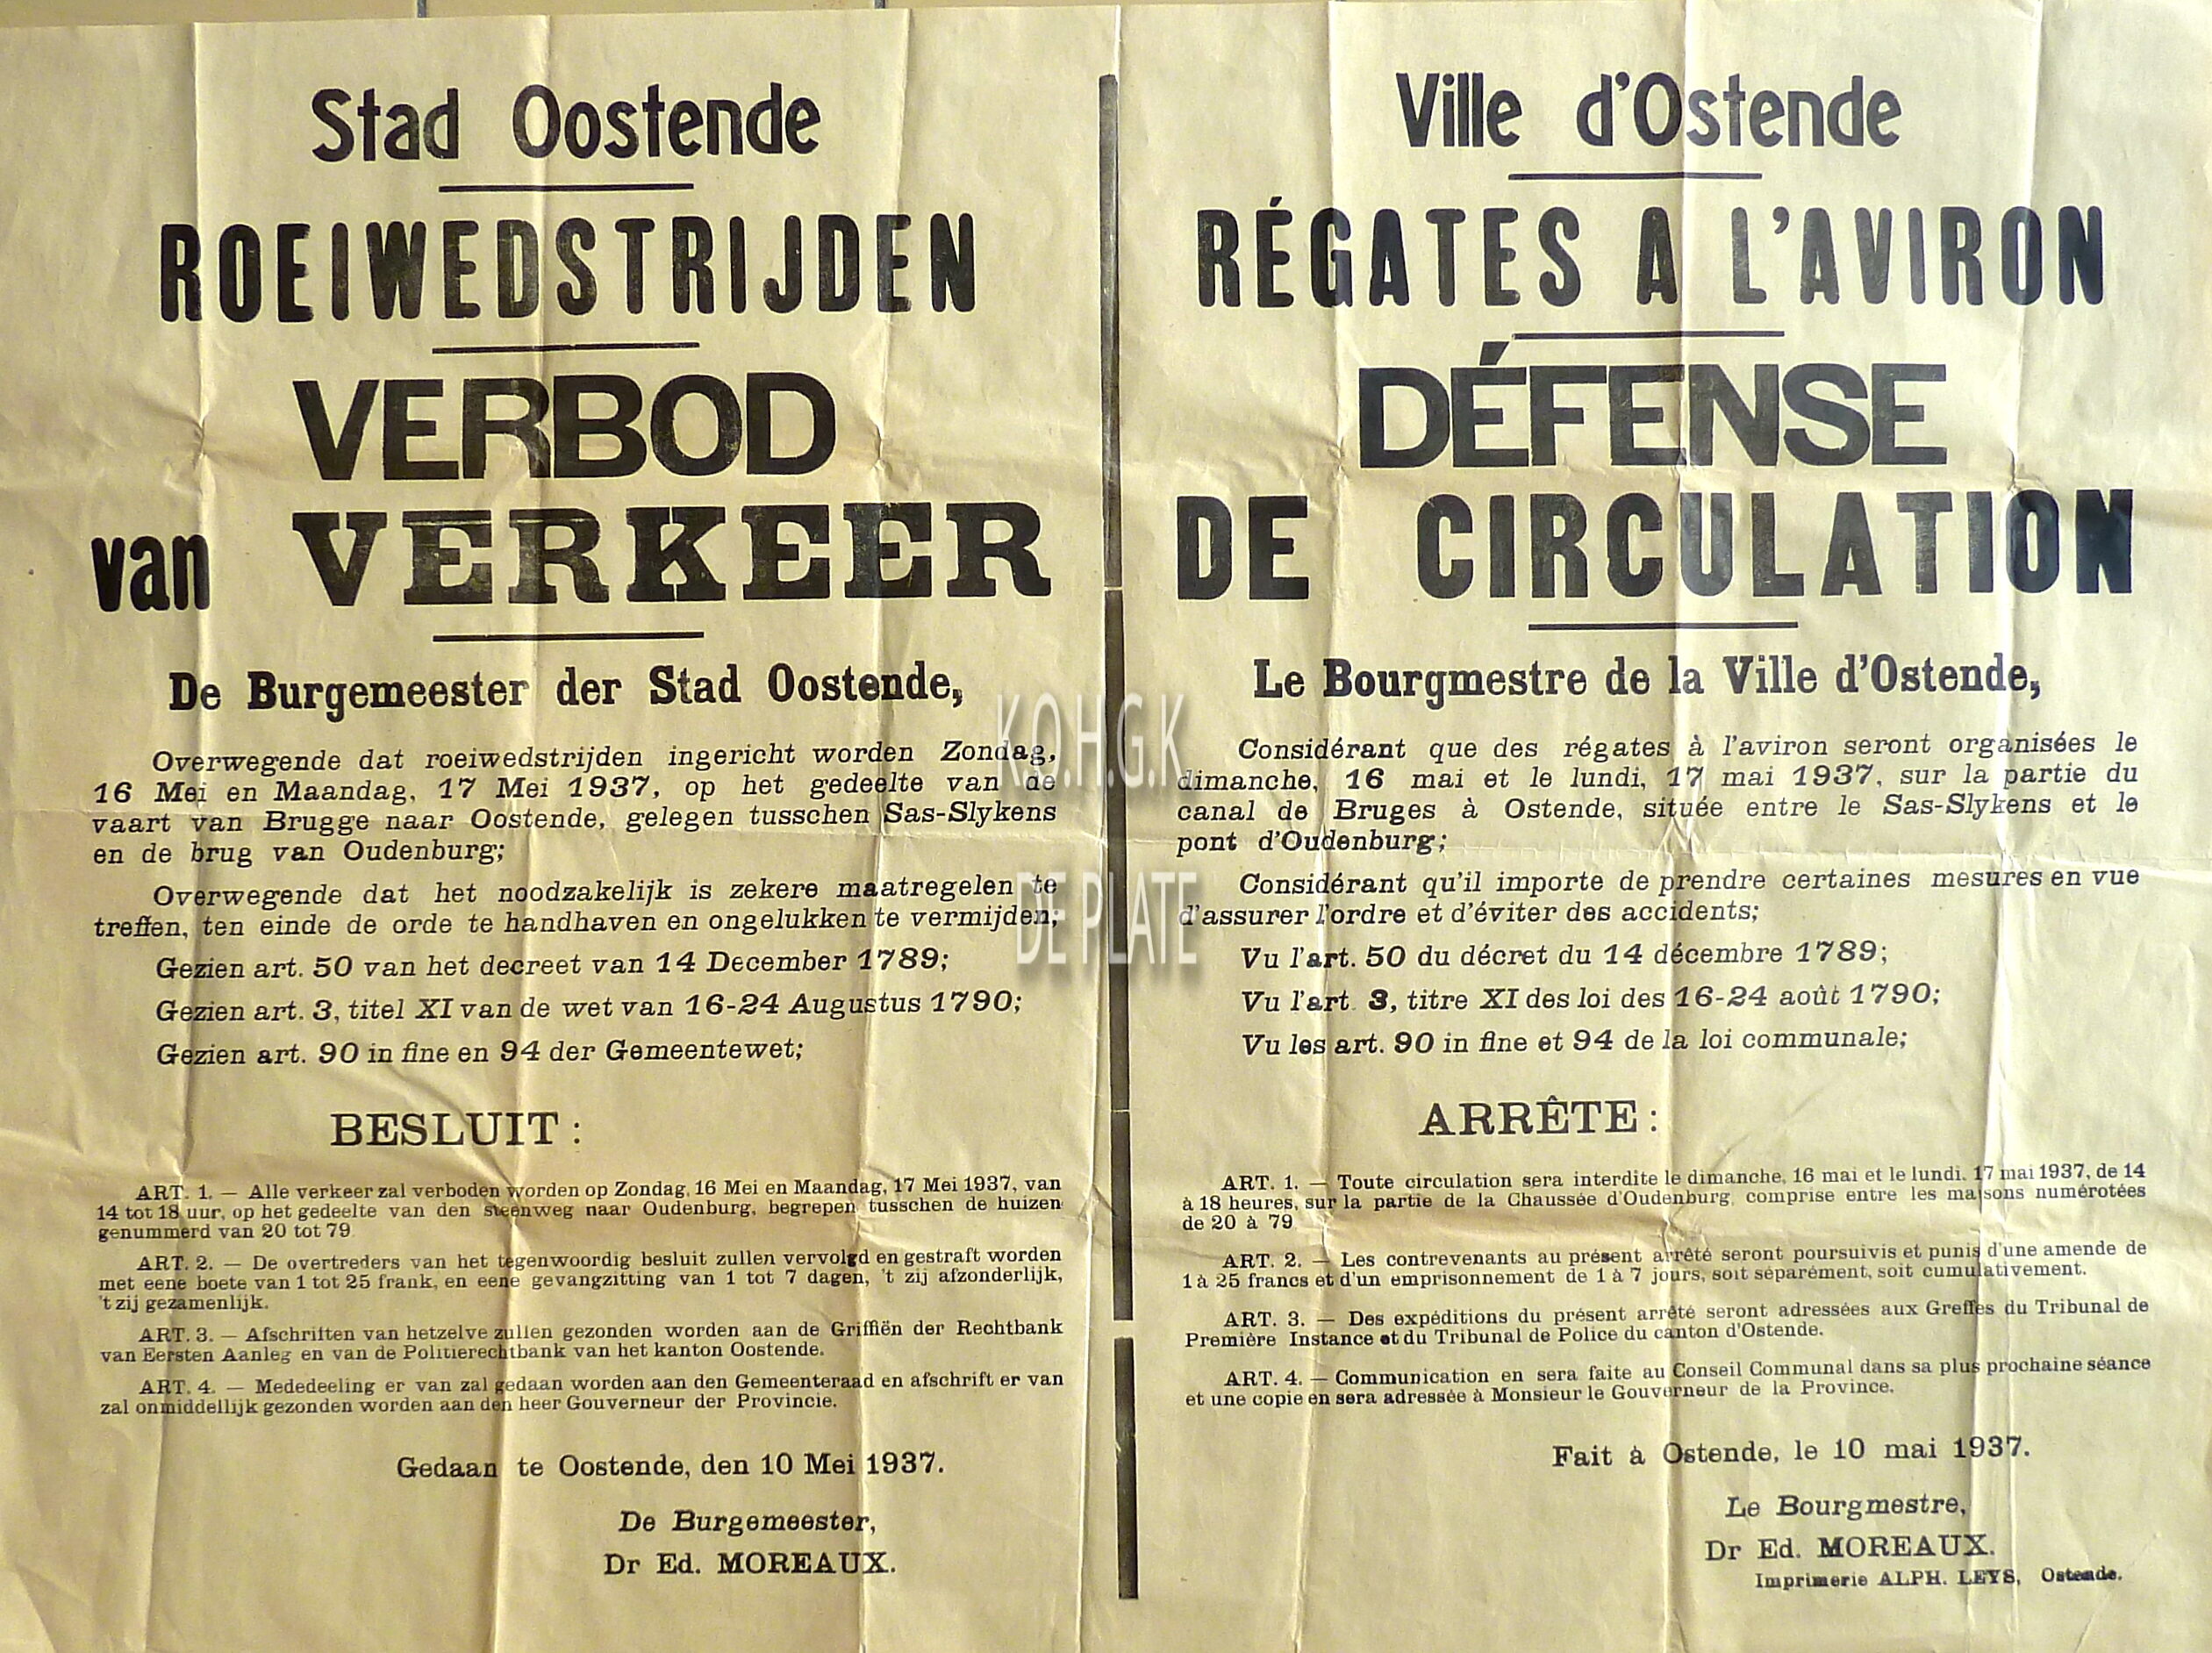 Stad Oostende
ROEIWEDSTRIJDEN
VERBOD
van VERKEER
De Burgemeester der Stad Oostende,
Overwegende dat roeiwedstrijden ingericht worden Zondag,
16 Mei en Maandag, 17 Mei 1937, op het gedeelte van de
vaart van Brugge naar Oostende, gelegen tusschen Sas-Slykens
en de brug van Oudenburg;
Overwegende dat het noodzakelijk is zekere maatregelen te
treffen, ten einde de orde te handhaven en ongelukken te vermijden;
Gezien art. 50 van het decreet van 14 December 1789;
Gezien art. 3, titel XI van de wet van 16-24 Augustus 1790;
Gezien art. 90 in fine en 94 der Gemeentewet;
BESLUIT :
ART. 1. — Alle verkeer zal verboden worden op Zondag, 16 Mei en Maandag, 17 Mei 1937, van
14 tot 18 uur, op het gedeelte van den steenweg naar Oudenburg, begrepen tusschen de huizen
genummerd van 20 tot 79
ART. 2. — De overtreders van het tegenwoordig besluit zullen vervolgd en gestraft worden
met eene boete van 1 tot 25 frank, en eene gevangzitting van 1 tot 7 dagen, 't zij afzonderlijk,
't zij gezamenlijk.
ART. 3. — Afschriften van hetzelve zullen gezonden worden aan de Griffiën der Rechtbank
van Eersten Aanleg en van de Politierechtbank van het kanton Oostende.
ART. 4. — Mededeeling er van zal gedaan worden aan den Gemeenteraad en afschrift er van
zal onmiddellijk gezonden worden aan den heer Gouverneur der Provincie.
Gedaan te Oostende, den 10 Mei 1937.
De Burgemeester,
Dr Ed. MOREAUX.
Ville d'Ostende
RÉGATES A L'AVIRON
DÉFENSE
DE CIRCULATION
Le Bourgmestre de la Ville d'Ostende,
Considérant que des régates à l'aviron seront organisées le
dimanche, 16 mai et le lundi, 17 mai 1937, sur la partie du
canal de Bruges à Ostende, située entre le Sas-Slykens et le
pont d'Oudenburg;
Considérant qu'il importe de prendre certaines mesures en vue
d'assurer l'ordre et d'éviter des accidents;
Vu l'art. 50 du décret du 14 décembre 1789;
Vu l'art. 3, titre XI des loi des 16-24 août 1790;
Vu les art. 90 in fine et 94 de la loi communale;
ARRÊTE :
ART. 1. — Toute circulation sera interdite le dimanche, 16 mai et le lundi. 17 mai 1937, de 14
à 18 heures, sur la partie de la Chaussée d'Oudenburg, comprise entre les maisons numérotées
de 20 à 79
ART. 2. — Les contrevenants au présent arrêté seront poursuivis et punis d'une amende de
1 à 25 francs et d'un emprisonnement de 1 à 7 jours, soit séparément, soit cumulativement.
ART. 3. — Des expéditions du présent arrêté seront adressées aux Greffes du Tribunal de
Première Instance et du Tribunal de Police du canton d'Ostende.
ART. 4. — Communication en sera faite au Conseil Communal dans sa plus prochaine séance
et une copie en sera adressée à Monsieur le Gouverneur de la Province.
Fait à Ostende, le 10 mai 1937.
Le Bourgmestre,
Dr Ed. MOREAUX.
Imprimerie ALPH. LEYS, Ostende.
K.O.H.G.K
DE PLATE